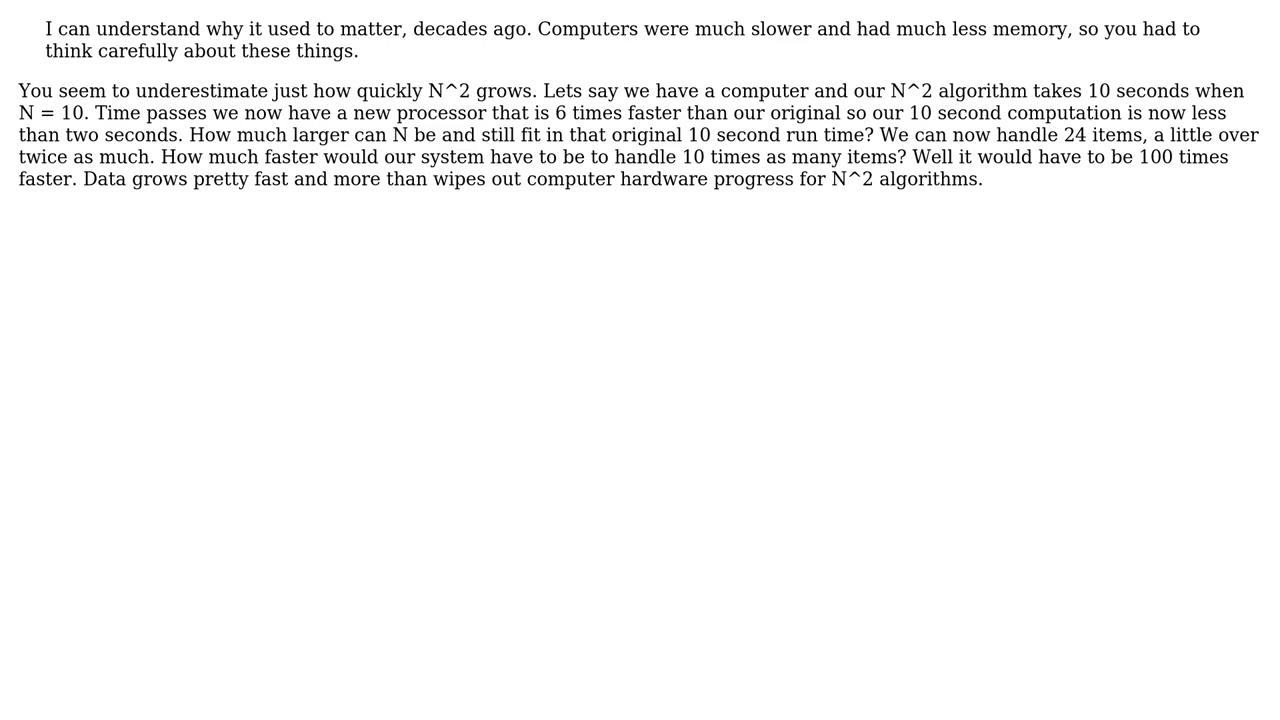 I can understand why it used to matter, decades ago. Computers were much slower and had much less memory, so you had to
think carefully about these things.
You seem to underestimate just how quickly N^2 grows. Lets say we have a computer and our N^2 algorithm takes 10 seconds when
N = 10. Time passes we now have a new processor that is 6 times faster than our original so our 10 second computation is now less
than two seconds. How much larger can N be and still fit in that original 10 second run time? We can now handle 24 items, a little over
twice as much. How much faster would our system have to be to handle 10 times as many items? Well it would have to be 100 times
faster. Data grows pretty fast and more than wipes out computer hardware progress for N^2 algorithms.